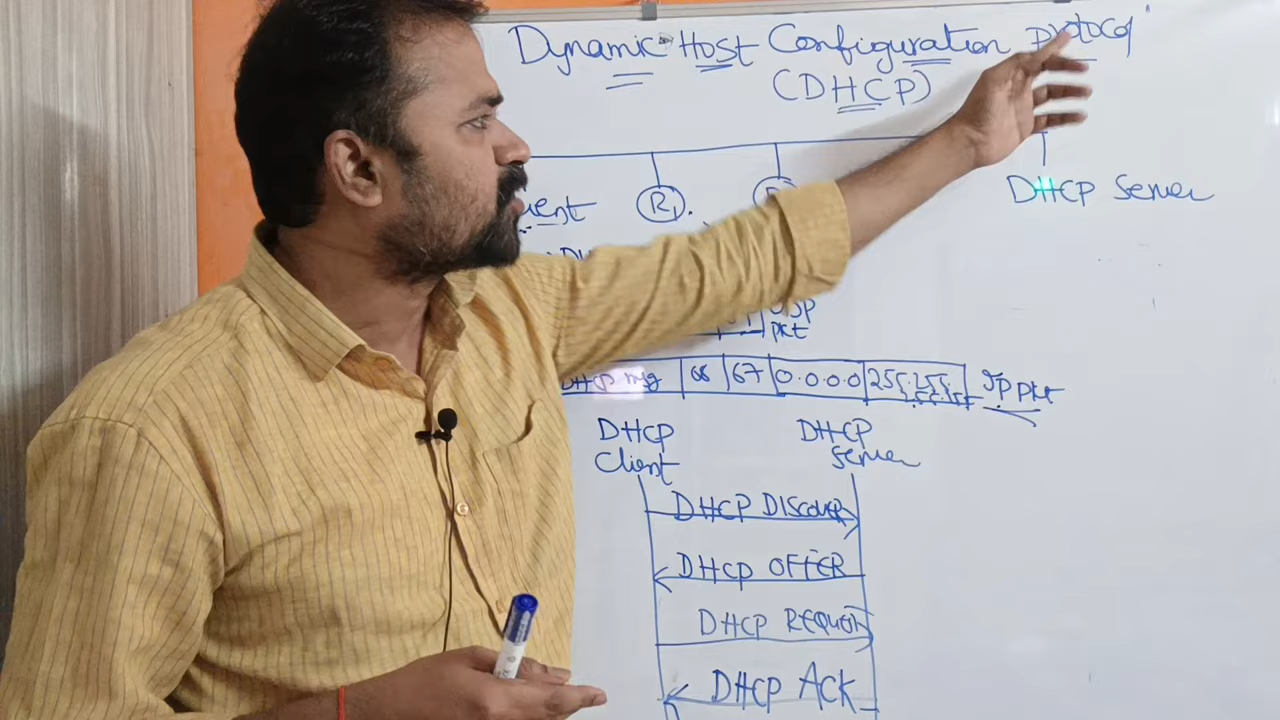 Dynamic Host Configuration protocol
(DHCP)
R1
DHCP Server
UDP
pkt
DHCP msg 68 67 0.0.0.0 255.255.255.255 IP pkt
DHCP Client
DHCP Server
DHCP DISCOVER
DHCP OFFER
DHCP REQUEST
DHCP ACK